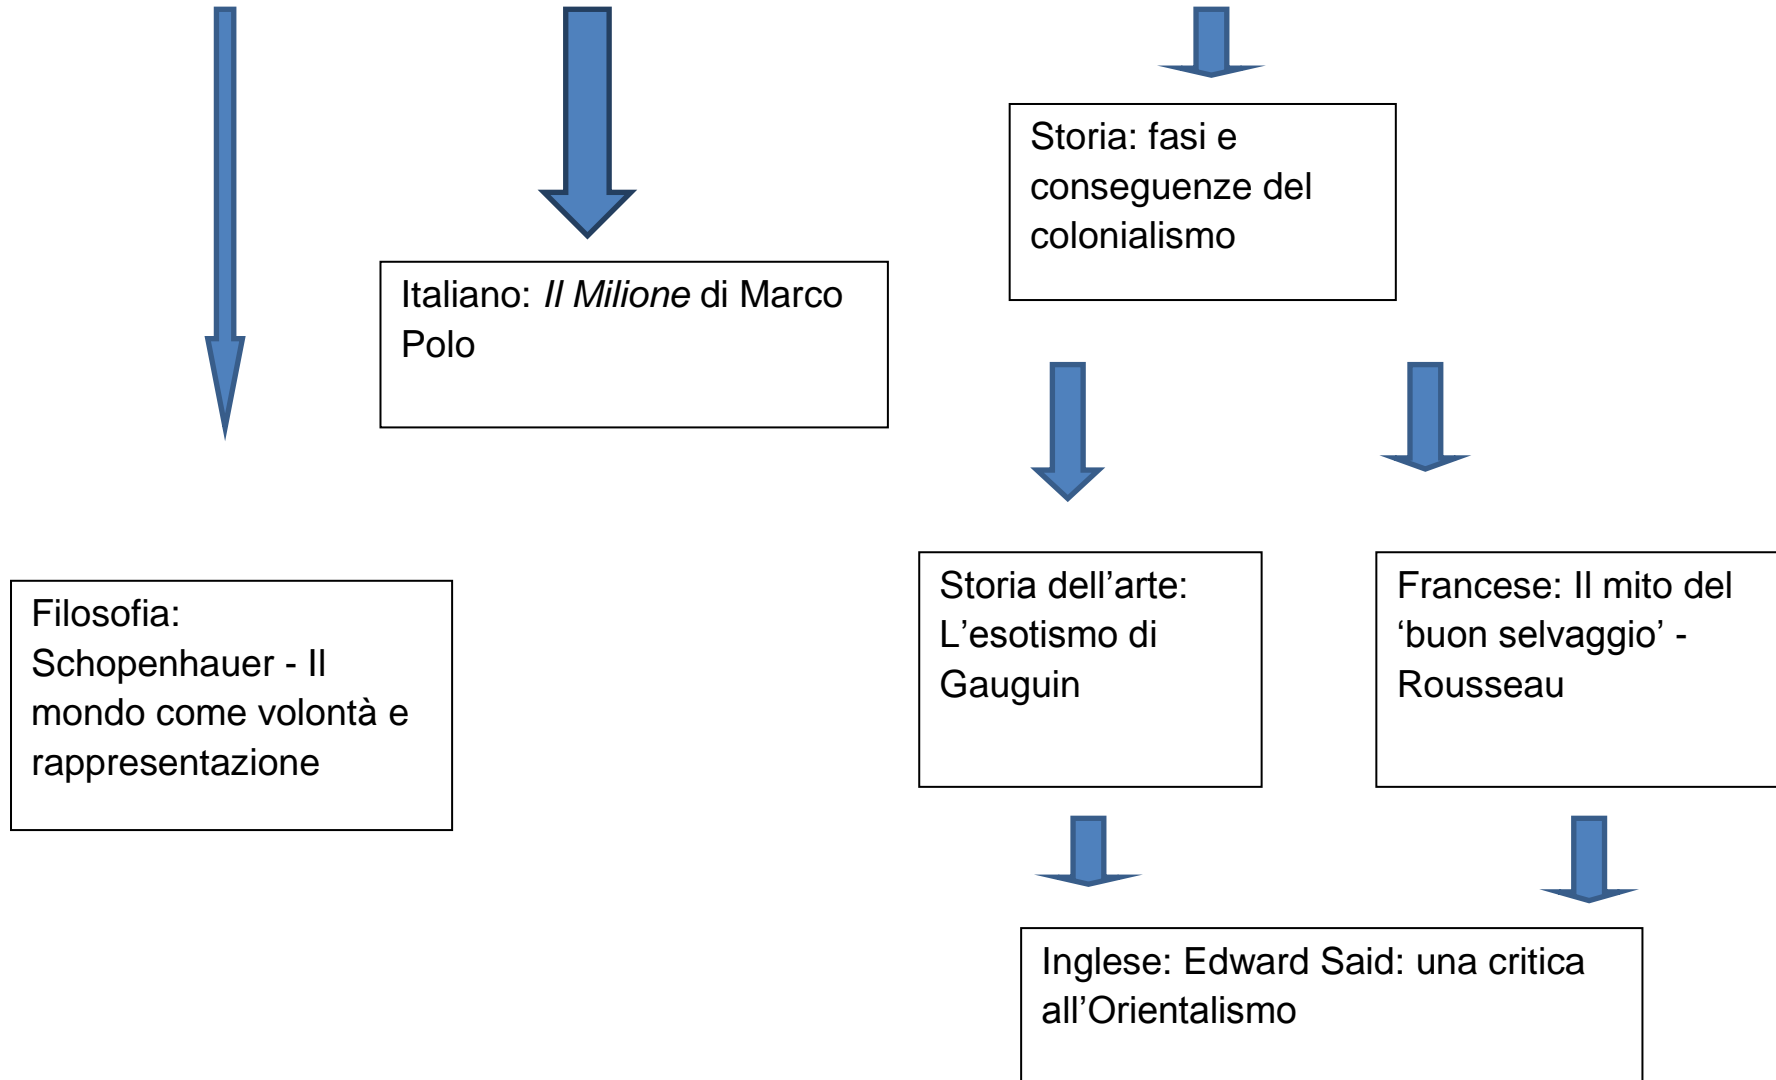 Storia: fasi e
conseguenze del
colonialismo
Italiano: Il Milione di Marco
Polo
Filosofia:
Schopenhauer - Il
mondo come volontà e
rappresentazione
Storia dell’arte:
L’esotismo di
Gauguin
Francese: Il mito del
‘buon selvaggio’ -
Rousseau
Inglese: Edward Said: una critica
all’Orientalismo